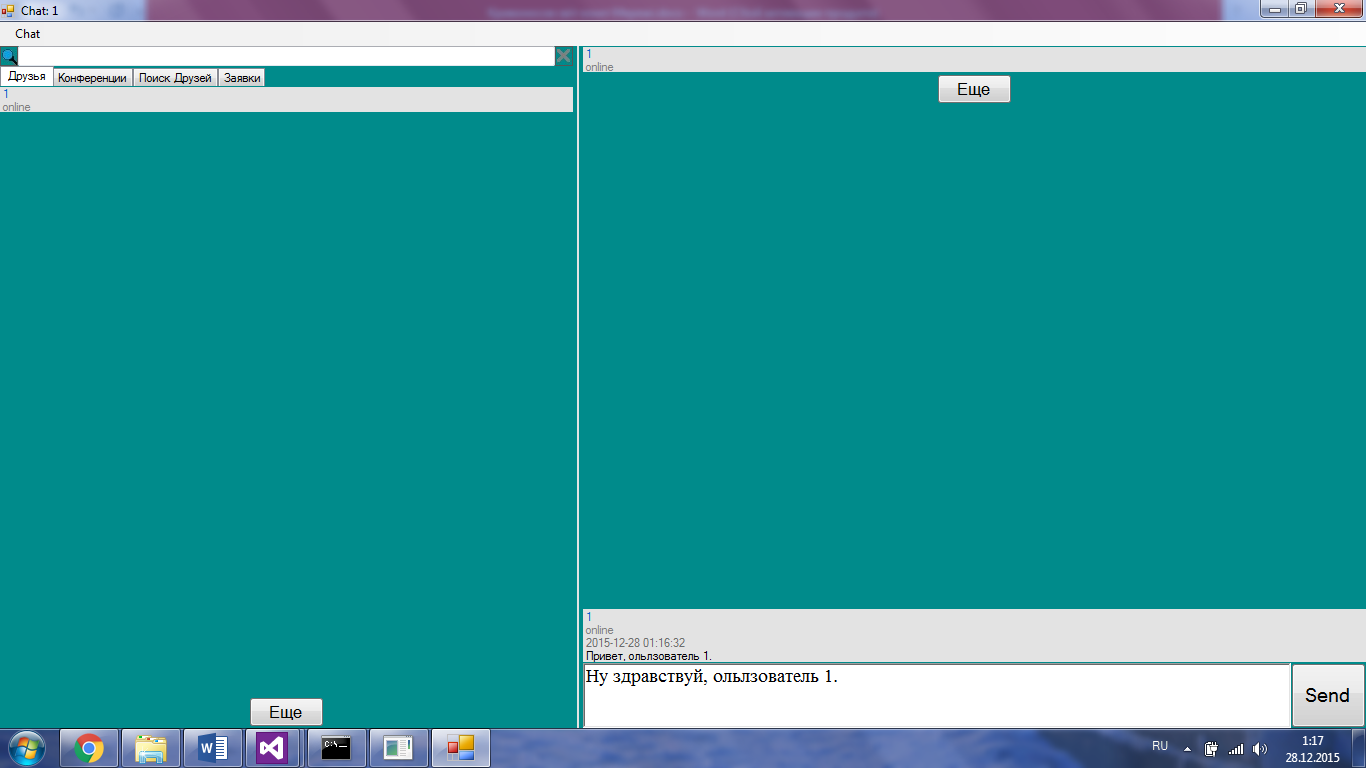 Chat: 1
Chat
Друзья
Конференции
Поиск Друзей
Заявки
1
online
Еще
1
online
Еще
1
online
2015-12-28 01:16:32
Привет, ольлзователь 1.
Ну здравствуй, ольлзователь 1.
Send
C:\
RU
1:17
28.12.2015